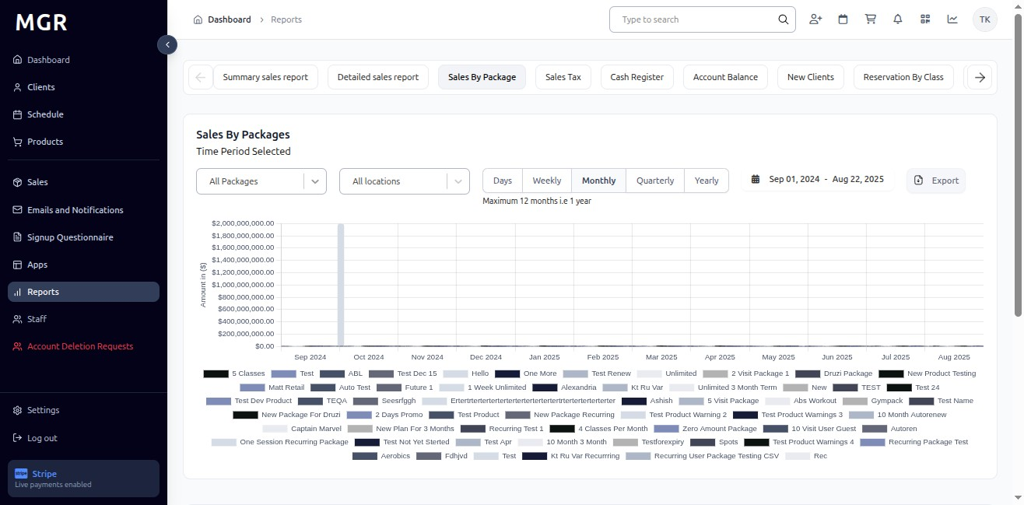 MGR
Dashboard
Clients
Schedule
Products
Sales
Emails and Notifications
Signup Questionnaire
Apps
Reports
Staff
Account Deletion Requests
Settings
Log out
stripe Stripe
Live payments enabled
Dashboard > Reports
Type to search
TK
Summary sales report Detailed sales report Sales By Package Sales Tax Cash Register Account Balance New Clients Reservation By Class
Sales By Packages
Time Period Selected
All Packages All locations Days Weekly Monthly Quarterly Yearly Sep 01, 2024 - Aug 22, 2025 Export
Maximum 12 months i.e 1 year
Amount in ($)
$2,000,000,000.00
$1,800,000,000.00
$1,600,000,000.00
$1,400,000,000.00
$1,200,000,000.00
$1,000,000,000.00
$800,000,000.00
$600,000,000.00
$400,000,000.00
$200,000,000.00
$0.00
Sep 2024 Oct 2024 Nov 2024 Dec 2024 Jan 2025 Feb 2025 Mar 2025 Apr 2025 May 2025 Jun 2025 Jul 2025 Aug 2025
5 Classes Test ABL Test Dec 15 Hello One More Test Renew Unlimited 2 Visit Package 1 Druzi Package New Product Testing
Matt Retail Auto Test Future 1 1 Week Unlimited Alexandria Kt Ru Var Unlimited 3 Month Term New TEST Test 24
Test Dev Product TEQA Seesrfggh Ashish 5 Visit Package Abs Workout Gympack Test Name
New Package For Druzi 2 Days Promo Test Product New Package Recurring Test Product Warning 2 Test Product Warnings 3 10 Month Autorenew
Captain Marvel New Plan For 3 Months Recurring Test 1 4 Classes Per Month Zero Amount Package 10 Visit User Guest Autoren
One Session Recurring Package Test Not Yet Started Test Apr 10 Month 3 Month Testforexpiry Spots Test Product Warnings 4 Recurring Package Test
Aerobics Fdhjvd Test Kt Ru Var Recurring Recurring User Package Testing CSV Rec